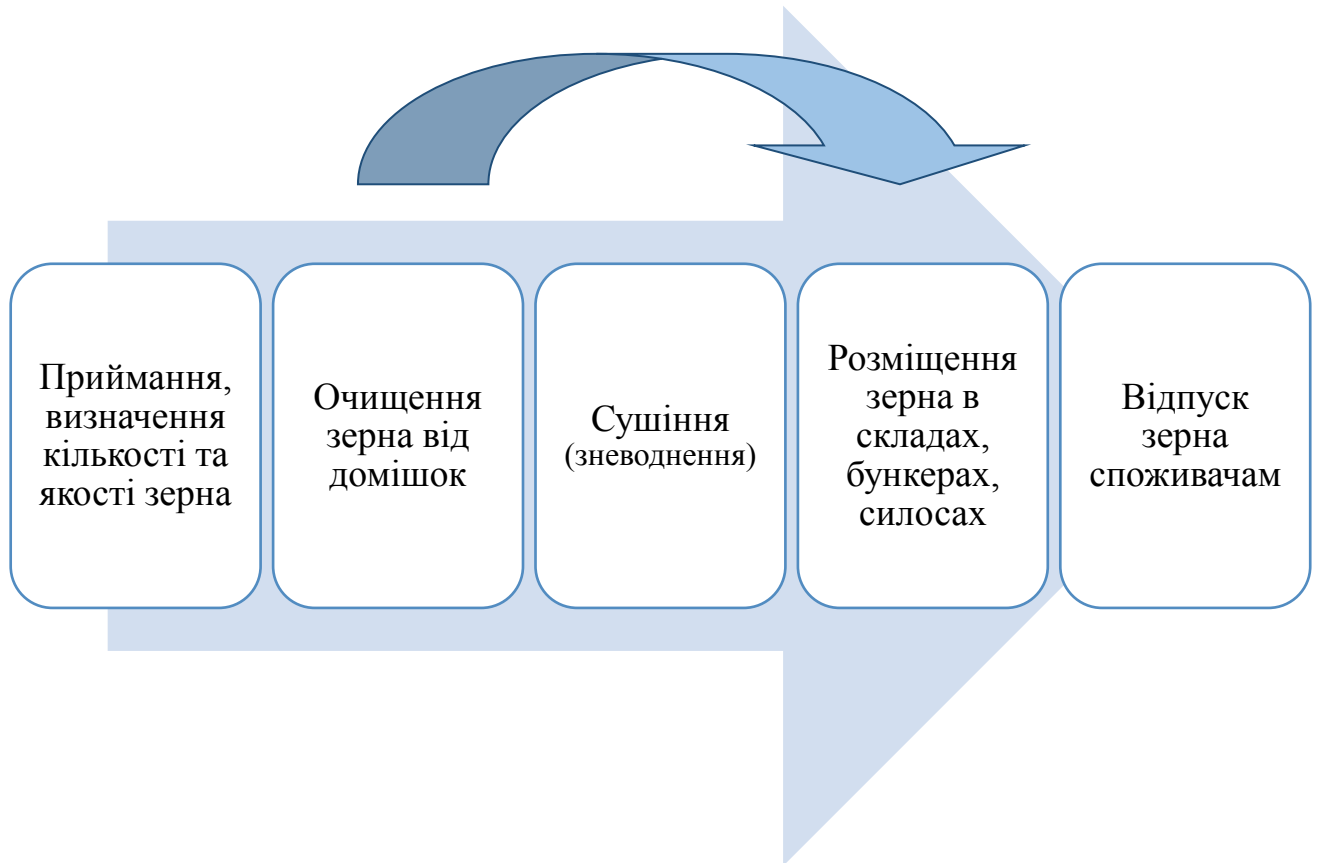 Приймання,
визначення
кількості та
якості зерна
Очищення
зерна від
домішок
Сушіння
(зневоднення)
Розміщення
зерна в
складах,
бункерах,
силосах
Відпуск
зерна
споживачам